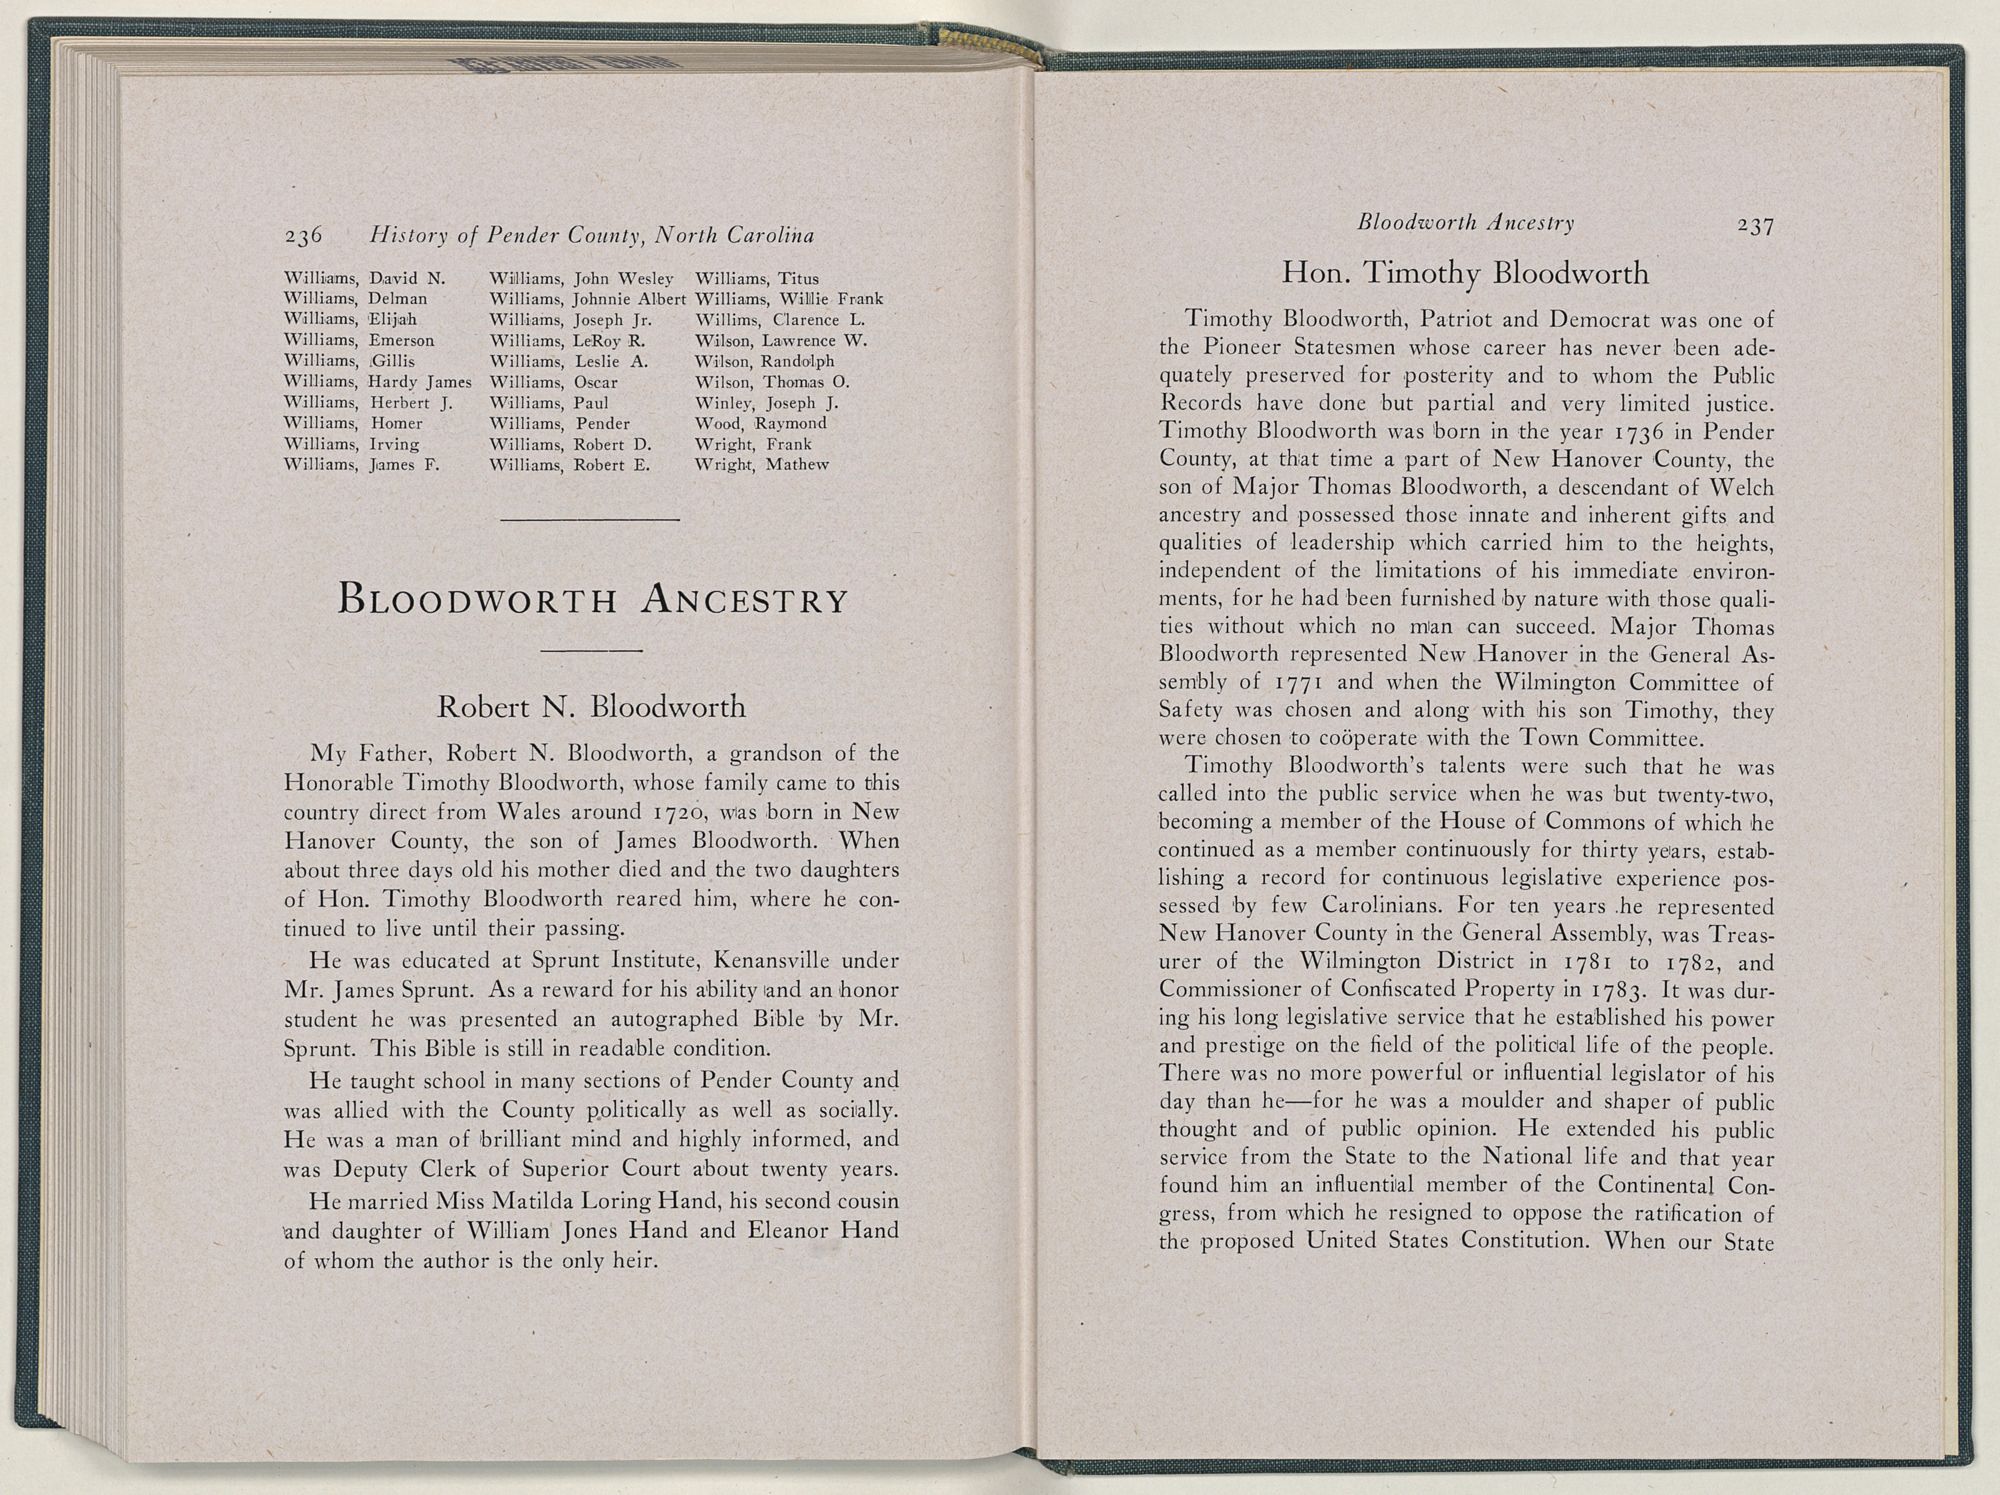 236 History of Pender County, North Carolina
Williams, David N. Williams, John Wesley Williams, Titus
Williams, Delman Williams, Johnnie Albert Williams, Willie Frank
Williams, Elijah Williams, Joseph Jr. Willims, Clarence L.
Williams, Emerson Williams, LeRoy R. Wilson, Lawrence W.
Williams, Gillis Williams, Leslie A. Wilson, Randolph
Williams, Hardy James Williams, Oscar Wilson, Thomas O.
Williams, Herbert J. Williams, Paul Winley, Joseph J.
Williams, Homer Williams, Pender Wood, Raymond
Williams, Irving Williams, Robert D. Wright, Frank
Williams, James F. Williams, Robert E. Wright, Mathew
BLOODWORTH ANCESTRY
Robert N. Bloodworth
My Father, Robert N. Bloodworth, a grandson of the
Honorable Timothy Bloodworth, whose family came to this
country direct from Wales around 1720, was born in New
Hanover County, the son of James Bloodworth. When
about three days old his mother died and the two daughters
of Hon. Timothy Bloodworth reared him, where he con-
tinued to live until their passing.
He was educated at Sprunt Institute, Kenansville under
Mr. James Sprunt. As a reward for his ability and an honor
student he was presented an autographed Bible by Mr.
Sprunt. This Bible is still in readable condition.
He taught school in many sections of Pender County and
was allied with the County politically as well as socially.
He was a man of brilliant mind and highly informed, and
was Deputy Clerk of Superior Court about twenty years.
He married Miss Matilda Loring Hand, his second cousin
and daughter of William Jones Hand and Eleanor Hand
of whom the author is the only heir.
Bloodworth Ancestry 237
Hon. Timothy Bloodworth
Timothy Bloodworth, Patriot and Democrat was one of
the Pioneer Statesmen whose career has never been ade-
quately preserved for posterity and to whom the Public
Records have done but partial and very limited justice.
Timothy Bloodworth was born in the year 1736 in Pender
County, at that time a part of New Hanover County, the
son of Major Thomas Bloodworth, a descendant of Welch
ancestry and possessed those innate and inherent gifts and
qualities of leadership which carried him to the heights,
independent of the limitations of his immediate environ-
ments, for he had been furnished by nature with those quali-
ties without which no man can succeed. Major Thomas
Bloodworth represented New Hanover in the General As-
sembly of 1771 and when the Wilmington Committee of
Safety was chosen and along with his son Timothy, they
were chosen to coöperate with the Town Committee.
Timothy Bloodworth's talents were such that he was
called into the public service when he was but twenty-two,
becoming a member of the House of Commons of which he
continued as a member continuously for thirty years, estab-
lishing a record for continuous legislative experience pos-
sessed by few Carolinians. For ten years he represented
New Hanover County in the General Assembly, was Treas-
urer of the Wilmington District in 1781 to 1782, and
Commissioner of Confiscated Property in 1783. It was dur-
ing his long legislative service that he established his power
and prestige on the field of the political life of the people.
There was no more powerful or influential legislator of his
day than he—for he was a moulder and shaper of public
thought and of public opinion. He extended his public
service from the State to the National life and that year
found him an influential member of the Continental Con-
gress, from which he resigned to oppose the ratification of
the proposed United States Constitution. When our State